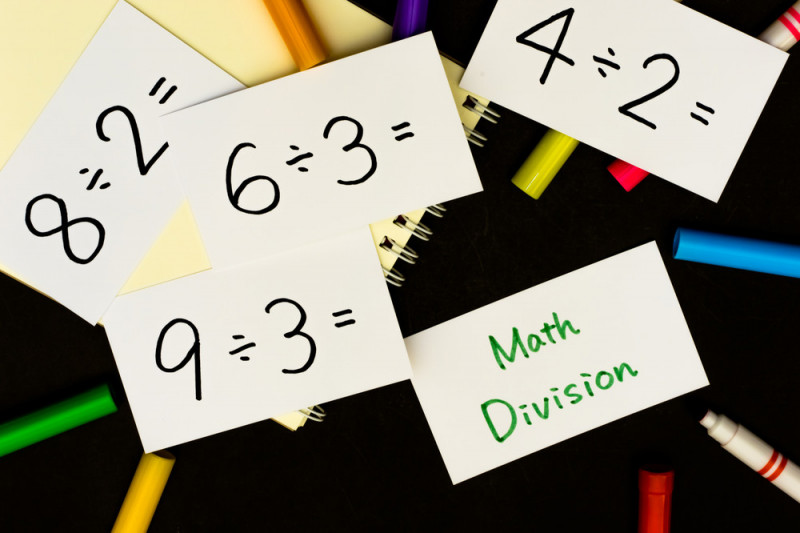 8÷2=
6÷3=
4÷2=
9÷3=
Math
Division